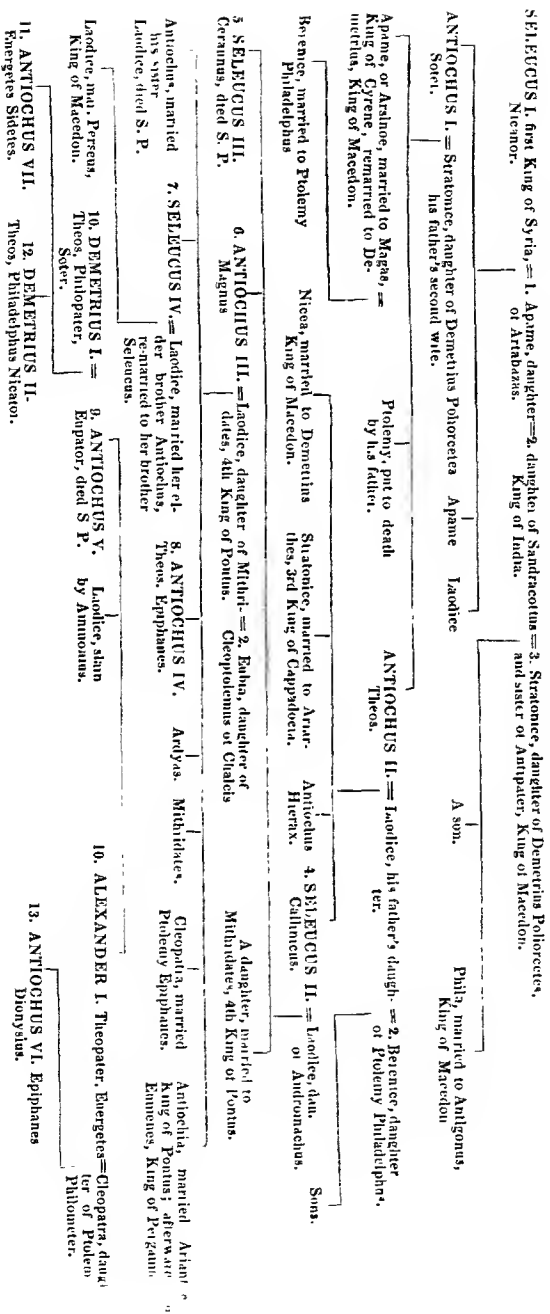 SELEUCUS I. first King of Syria, = 1. Apame, daughter = 2. daughter of Sandracottus = 3. Stratonice, daughter of Demetrius Poliorcetes,
Nicanor. of Artabazas. King of India. and sister of Antipater, King of Macedon.
ANTIOCHUS I. = Stratonice, daughter of Demetrius Poliorcetes Apame Laodice A son. Phila, married to Antigonus,
Soter. his father's second wife. King of Macedon
Apame, or Arsinoe, married to Magas, = Ptolemy, put to death ANTIOCHUS II. = Laodice, his father's daugh- = 2. Berenice, daughter
King of Cyrene, remarried to De- by his father. Theos. ter. of Ptolemy Philadelphus.
metrius, King of Macedon.
Berenice, married to Ptolemy Nicea, married to Demetrius Stratonice, married to Ariar- Antiochus 4. SELEUCUS II. = Laodice, dau. Sons.
Philadelphus King of Macedon. thes, 3rd King of Cappadocia. Hierax. Callinicus. of Andromachus.
5 SELEUCUS III. 6. ANTIOCHUS III. = Laodice, daughter of Mithri- = 2. Eubia, daughter of A daughter, married to
Ceraunus, died S. P. Magnus dates, 4th King of Pontus. Cleoptolemus of Chalcis Mithridates, 4th King of Pontus.
Antiochus, married 7. SELEUCUS IV. = Laodice, married her el- 8. ANTIOCHUS IV. Ardyas. Mithridates. Cleopatra, married Antiochia, married
his sister der brother Antiochus, Theos. Epiphanes. Ptolemy Epiphanes. King of Pontus; 
Laodice, died S. P. re-married to her brother Eumenes, King of
Seleucus.
Laodice, mar. Perseus, 10. DEMETRIUS I. = 9. ANTIOCHUS V. Laodice, slain 10. ALEXANDER I. Theopater, Energetes = Cleopatra,
King of Macedon. Theos, Philopater, Eupator, died S P. by Ammonius. ter of
Soter. Philometer.
11. ANTIOCHUS VII. 12. DEMETRIUS II- 13. ANTIOCHUS VI. Epiphanes
Energetes Sidetes. Theos, Philadelphus Nicator. Dionysius.